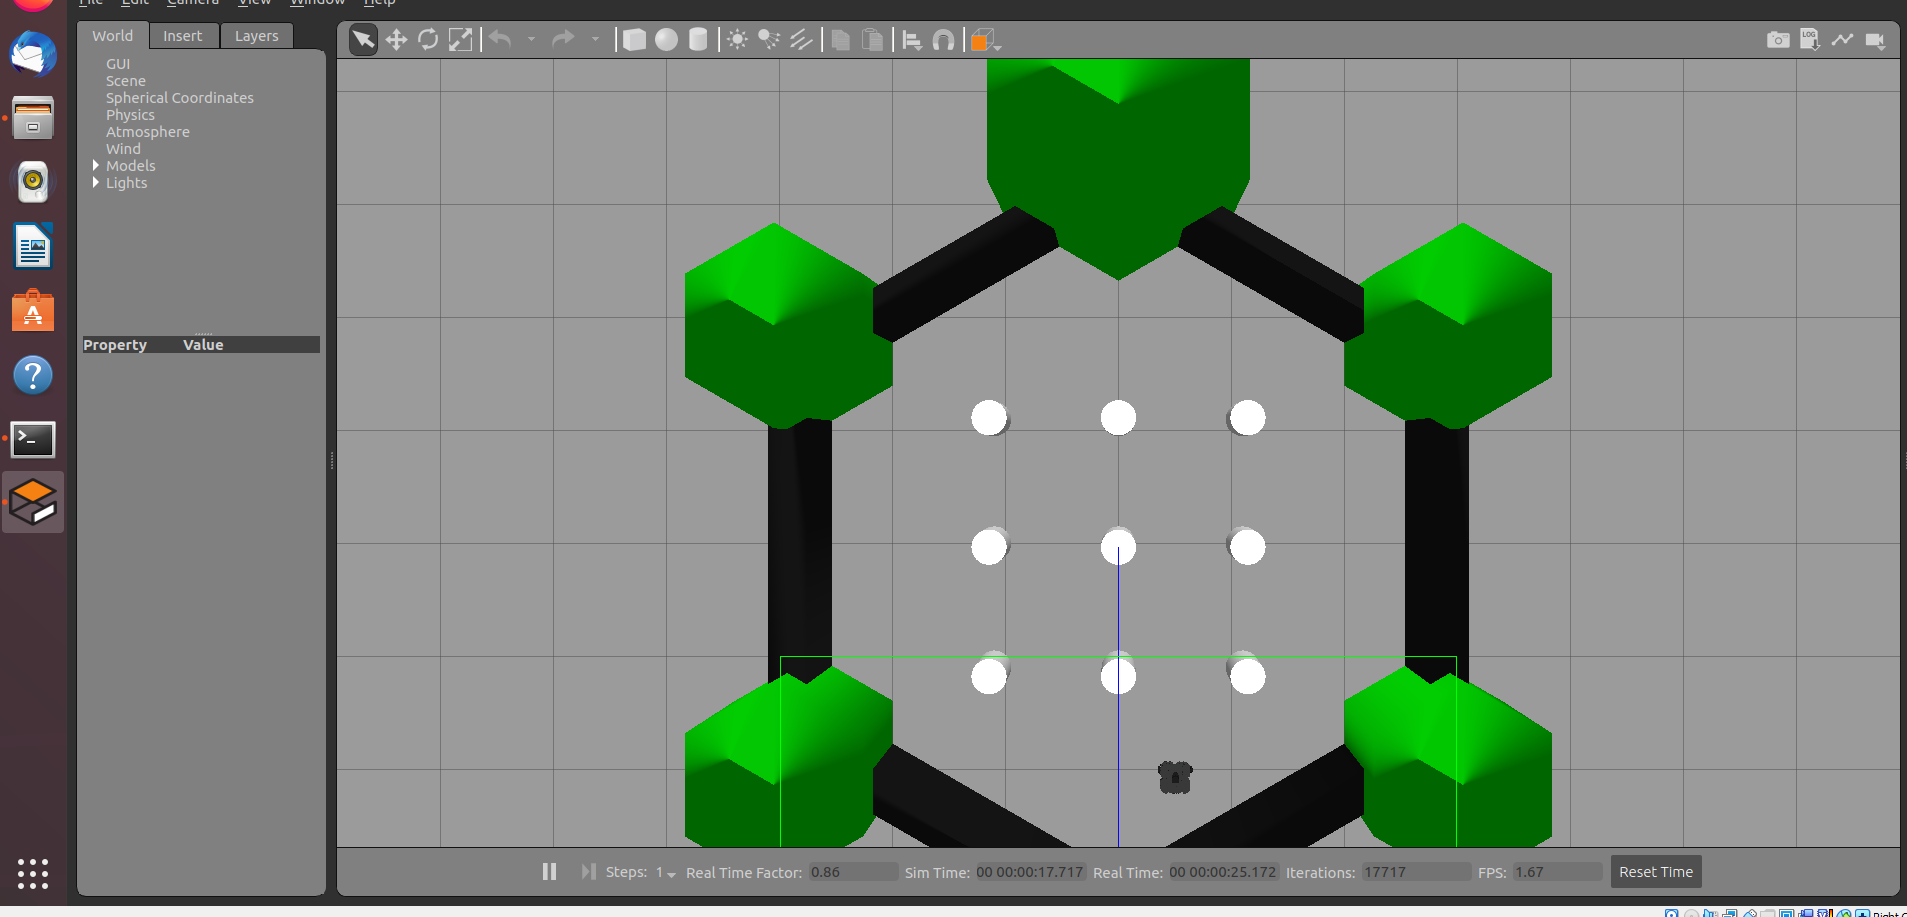 File Edit Camera View Window Help
World Insert Layers
GUI
Scene
Spherical Coordinates
Physics
Atmosphere
Wind
Models
Lights
Property Value
LOG
Steps: 1 Real Time Factor: 0.86 Sim Time: 00 00:00:17.717 Real Time: 00 00:00:25.172 Iterations: 17717 FPS: 1.67 Reset Time
Right C